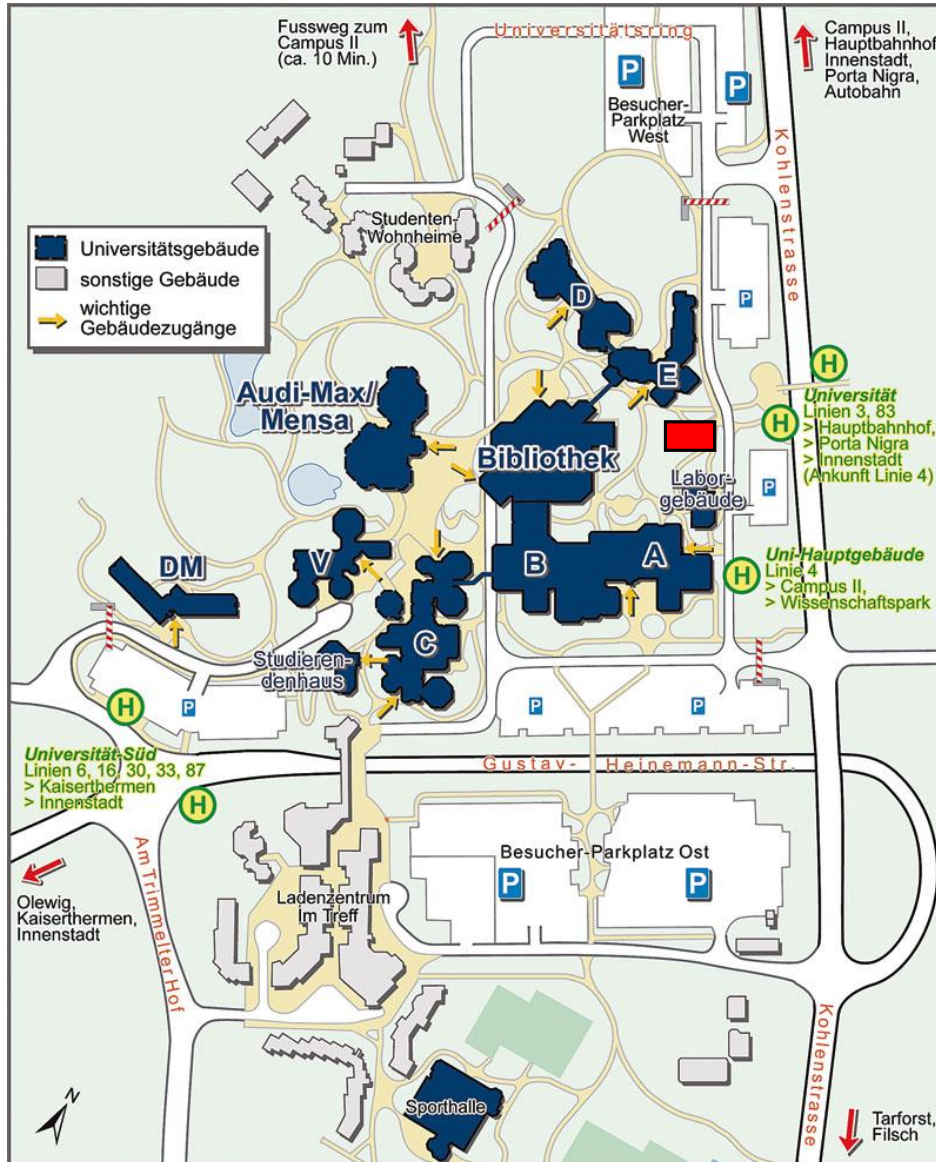 Fussweg zum
Campus II
(ca. 10 Min.)
Universitätsring
Campus II,
Hauptbahnhof
Innenstadt,
Porta Nigra,
Autobahn
P
P
Besucher-
Parkplatz
West
Kohlenstrasse
Studenten-
Wohnheime
Universitätsgebäude
sonstige Gebäude
wichtige
Gebäudezugänge
D
P
E
H
Audi-Max/
Mensa
Universität
Linien 3, 83
> Hauptbahnhof,
> Porta Nigra
> Innenstadt
(Ankunft Linie 4)
H
Bibliothek
Labor-
gebäude
P
DM
V
B
A
H
Uni-Hauptgebäude
Linie 4
> Campus II,
> Wissenschaftspark
C
Studieren-
denhaus
H
P
P
P
Universität-Süd
Linien 6, 16, 30, 33, 87
> Kaiserthermen
> Innenstadt
H
Gustav- Heinemann-Str.
Am Trimmelter Hof
Besucher-Parkplatz Ost
P
P
Olewig,
Kaiserthermen,
Innenstadt
Ladenzentrum
Im Treff
Kohlenstrasse
N
Sporthalle
Tarforst,
Filsch